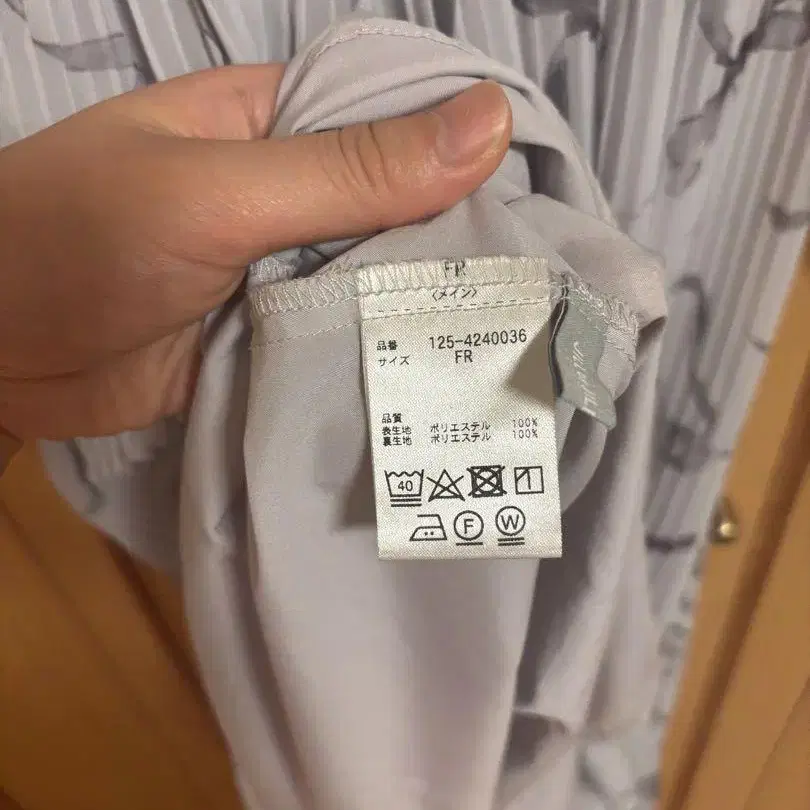 FR
〈メイン〉
品番 125-4240036
サイズ FR
品質
表生地 ポリエステル 100%
裏生地 ポリエステル 100%
40
F W